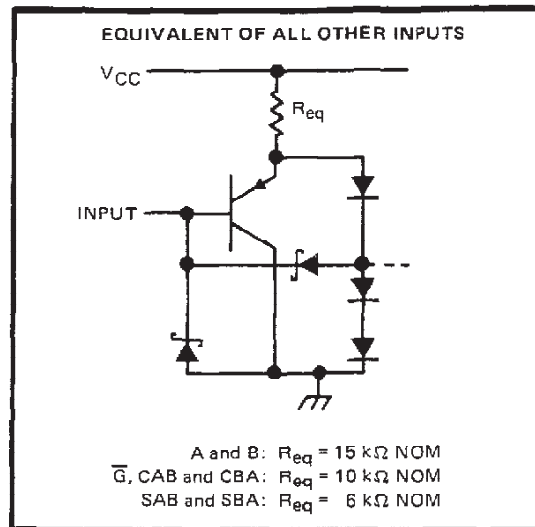 EQUIVALENT OF ALL OTHER INPUTS
VCC
Req
INPUT
A and B: Req = 15 kΩ NOM
G̅, CAB and CBA: Req = 10 kΩ NOM
SAB and SBA: Req = 6 kΩ NOM